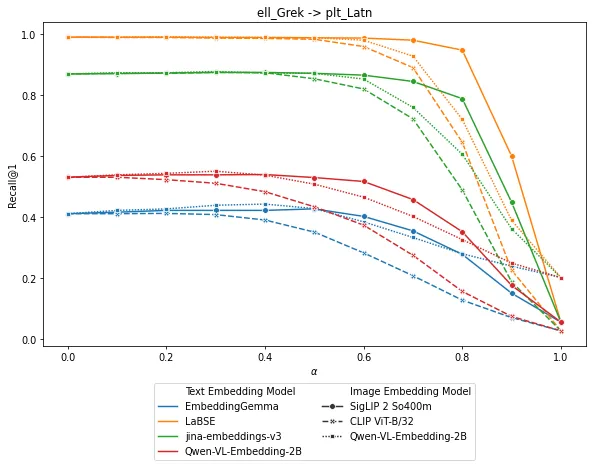 ell_Grek -> plt_Latn
Recall@1
1.0
0.8
0.6
0.4
0.2
0.0
0.0 0.2 0.4 0.6 0.8 1.0
α
Text Embedding Model Image Embedding Model
EmbeddingGemma SigLIP 2 So400m
LaBSE CLIP ViT-B/32
jina-embeddings-v3 Qwen-VL-Embedding-2B
Qwen-VL-Embedding-2B